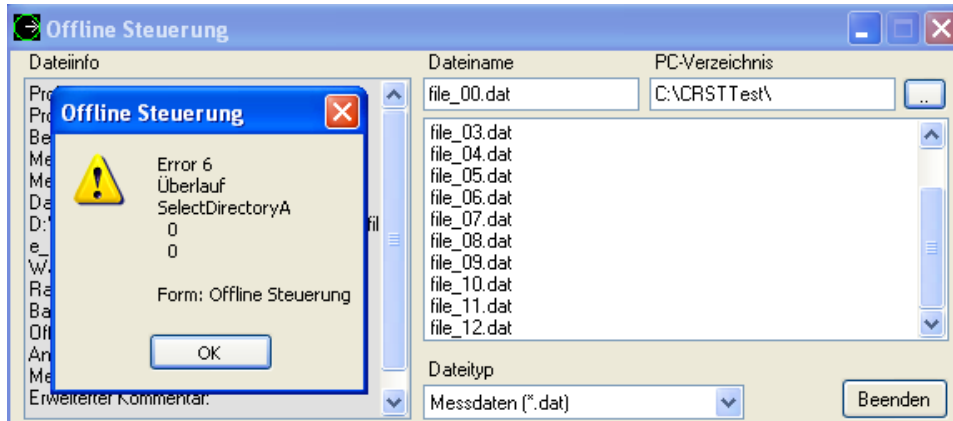 Offline Steuerung
Dateiinfo
Dateiname
PC-Verzeichnis
file_00.dat
C:\CRSTTest\
..
Offline Steuerung
Error 6
Überlauf
SelectDirectoryA
0
0
Form: Offline Steuerung
OK
D:
e_
Erweiterter Kommentar:
file_03.dat
file_04.dat
file_05.dat
file_06.dat
file_07.dat
file_08.dat
file_09.dat
file_10.dat
file_11.dat
file_12.dat
Dateityp
Messdaten (*.dat)
Beenden